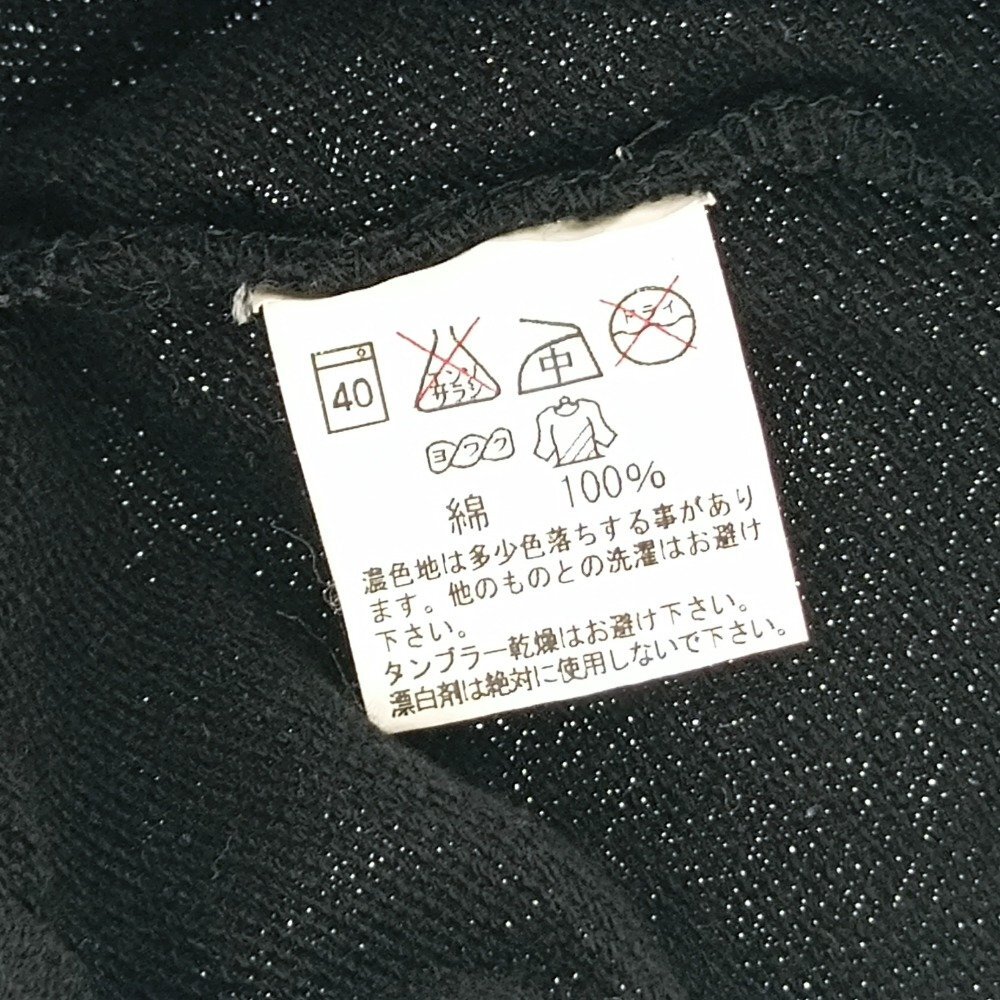 40
エンソ
サラシ
中
ドライ
ヨワク
綿 100%
濃色地は多少色落ちする事があり
ます。他のものとの洗濯はお避け
下さい。
タンブラー乾燥はお避け下さい。
漂白剤は絶対に使用しないで下さい。